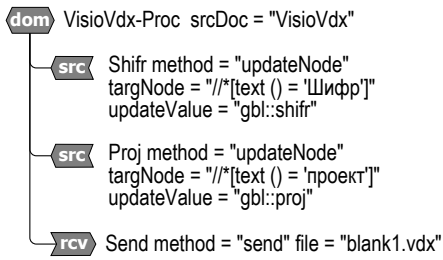 dom VisioVdx-Proc srcDoc = "VisioVdx"
src Shifr method = "updateNode"
targNode = "//*[text () = 'Шифр']"
updateValue = "gbl::shifr"
src Proj method = "updateNode"
targNode = "//*[text () = 'проект']"
updateValue = "gbl::proj"
rcv Send method = "send" file = "blank1.vdx"